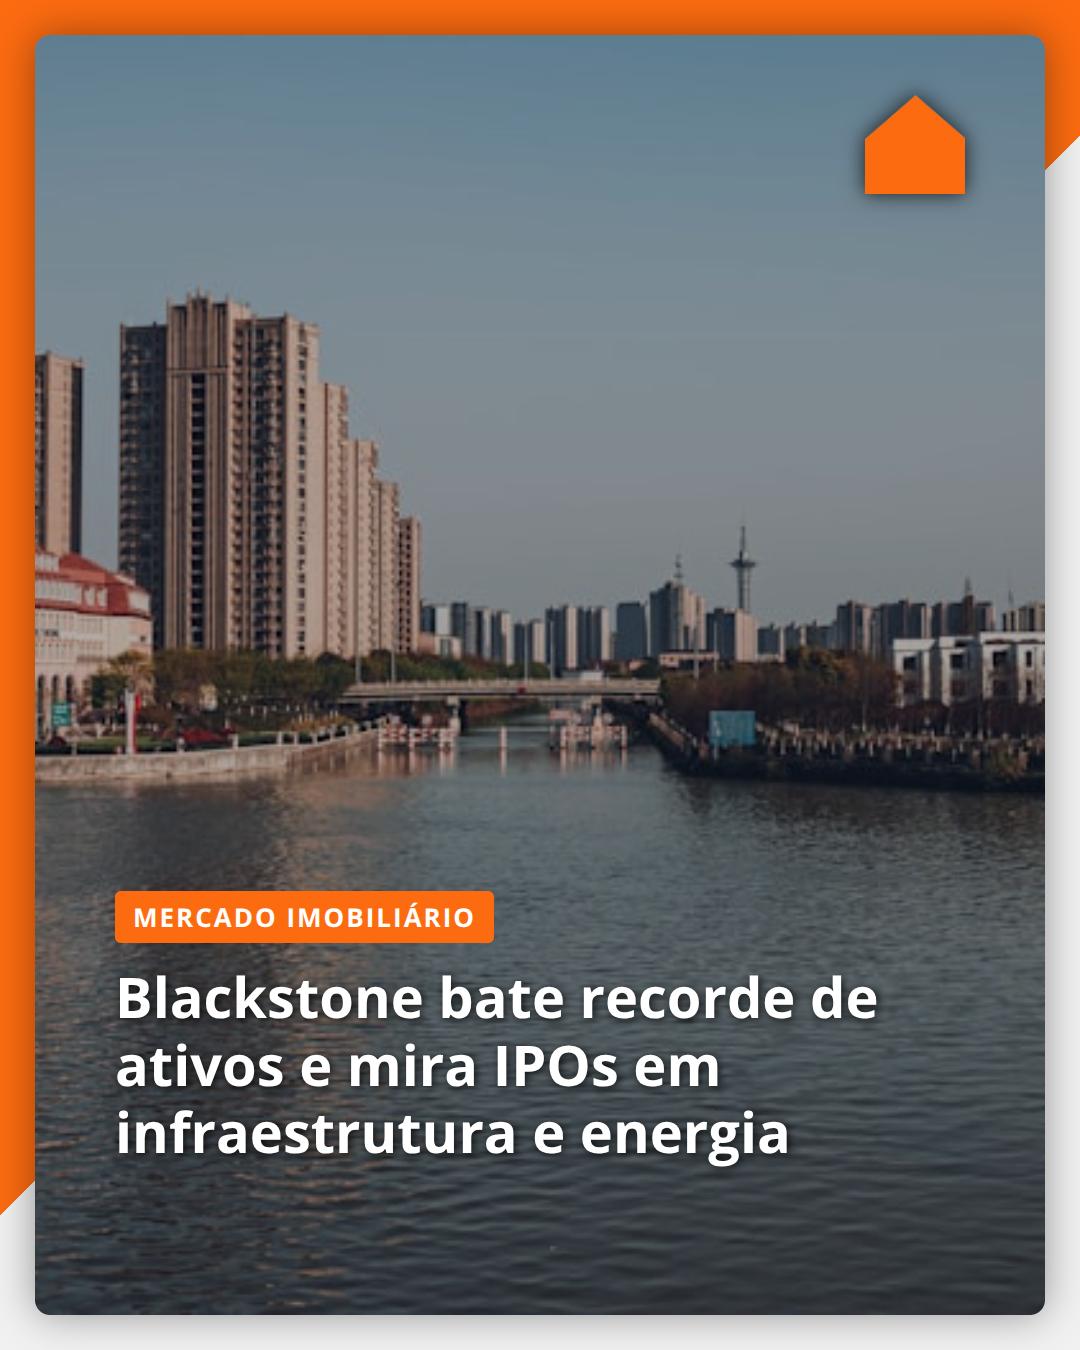 MERCADO IMOBILIÁRIO
Blackstone bate recorde de
ativos e mira IPOs em
infraestrutura e energia